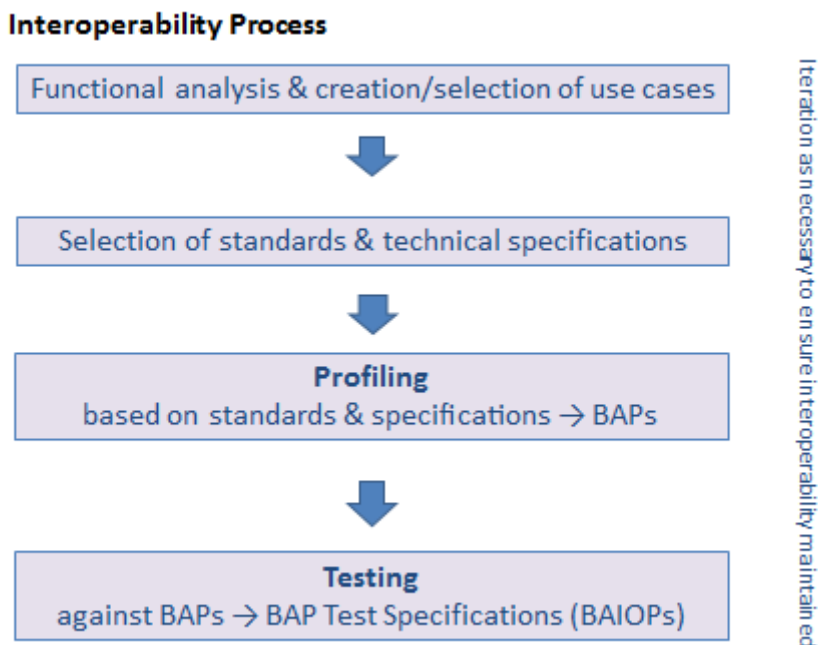 Interoperability Process
Functional analysis & creation/selection of use cases
Selection of standards & technical specifications
Profiling
based on standards & specifications → BAPs
Testing
against BAPs → BAP Test Specifications (BAIOPs)
Iteration as necessary to ensure interoperability maintained